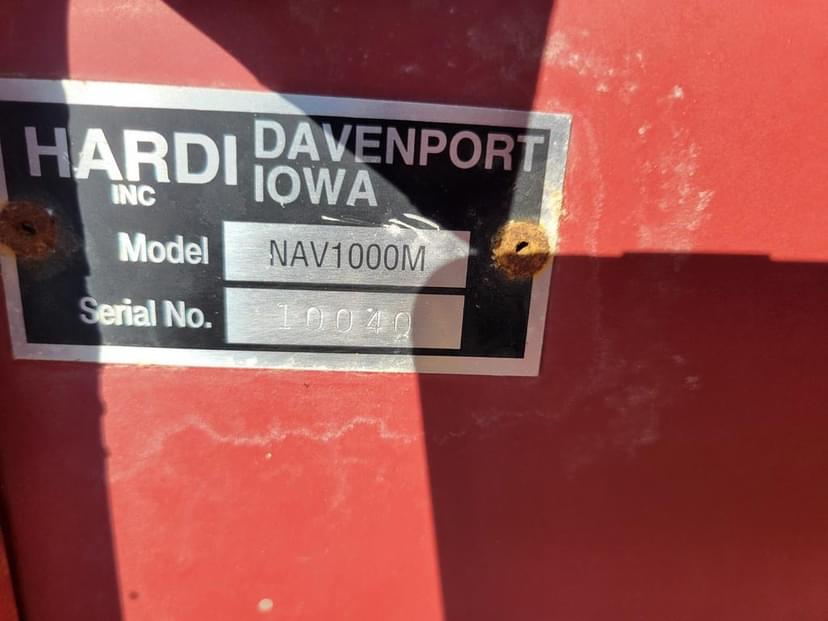 HARDI INC
DAVENPORT
IOWA
Model NAV1000M
Serial No. 10040